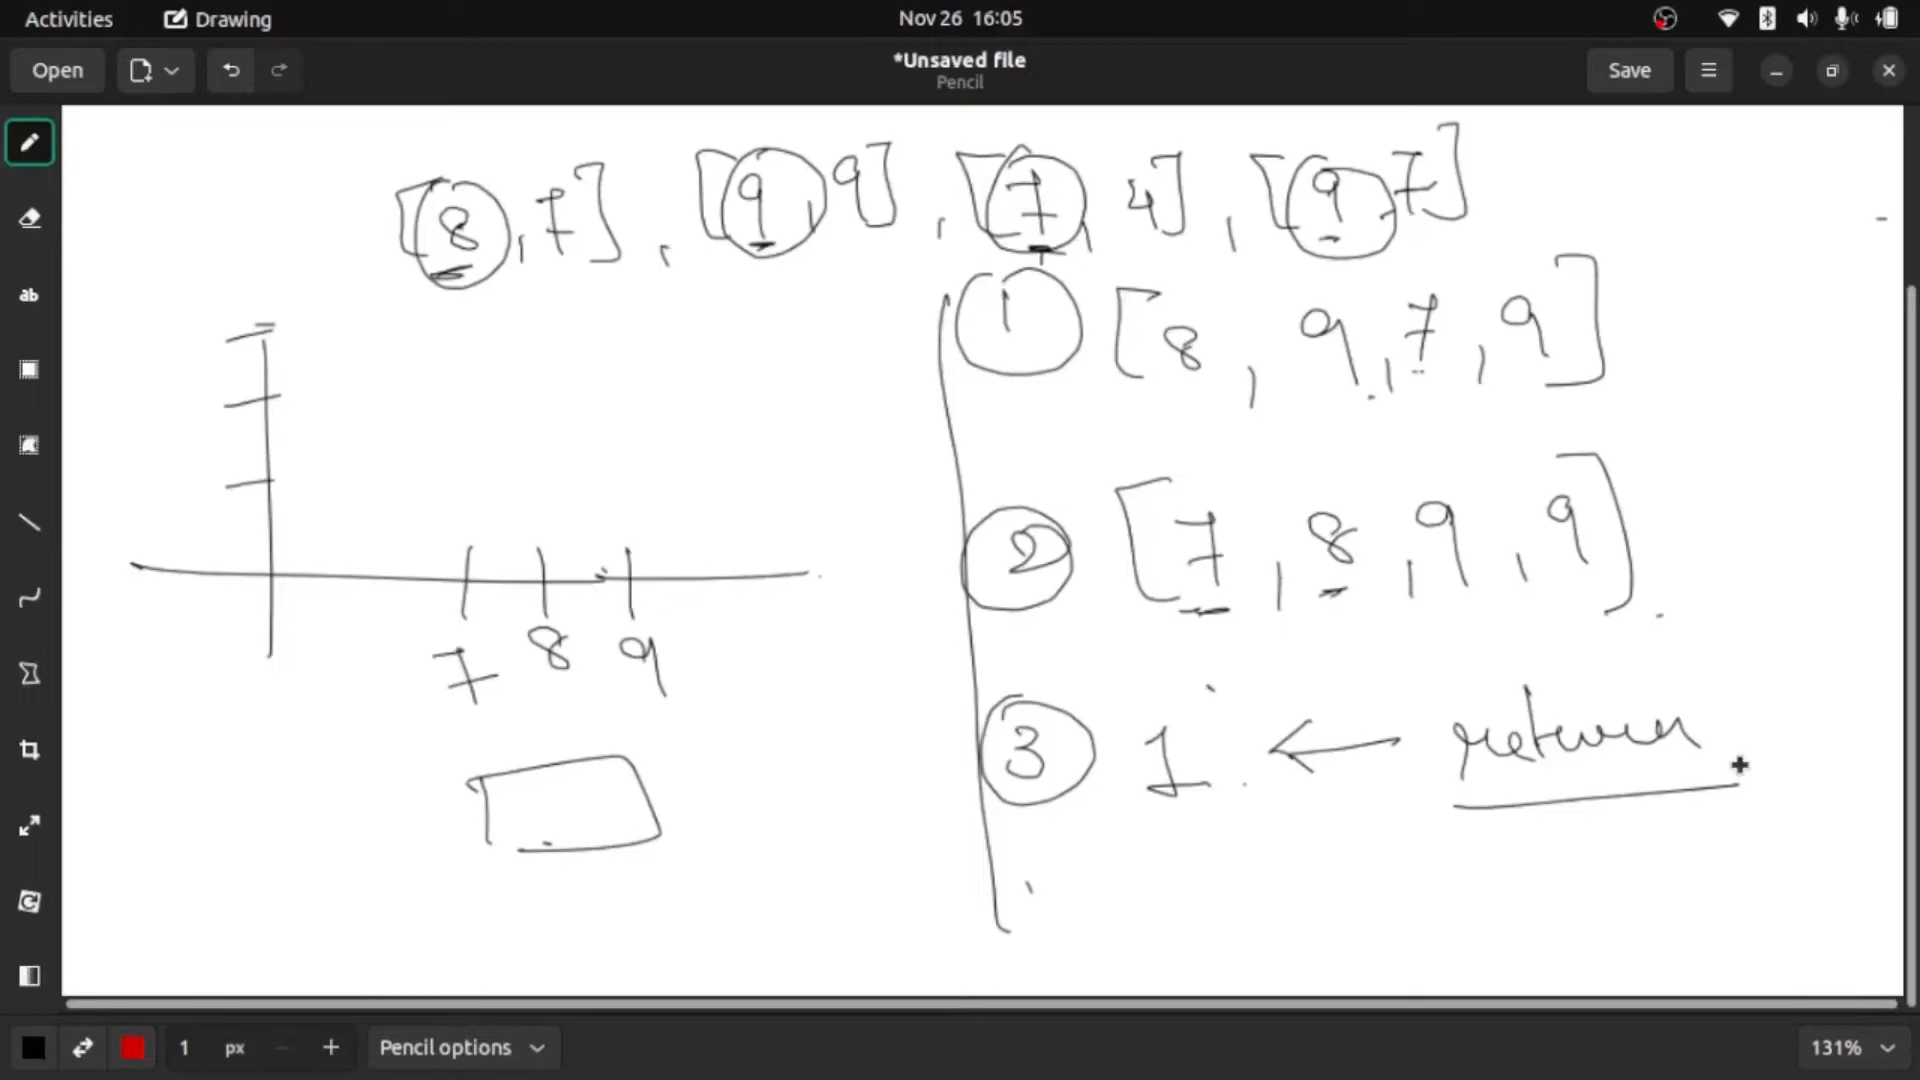 Activities Drawing Nov 26 16:05
Open *Unsaved file Save
Pencil
[8,7], [9,9], [7,4], [9,7]
1 [8, 9, 7, 9]
2 [7, 8, 9, 9]
7 8 9
3 1 ← return
ab
1 px Pencil options 131%